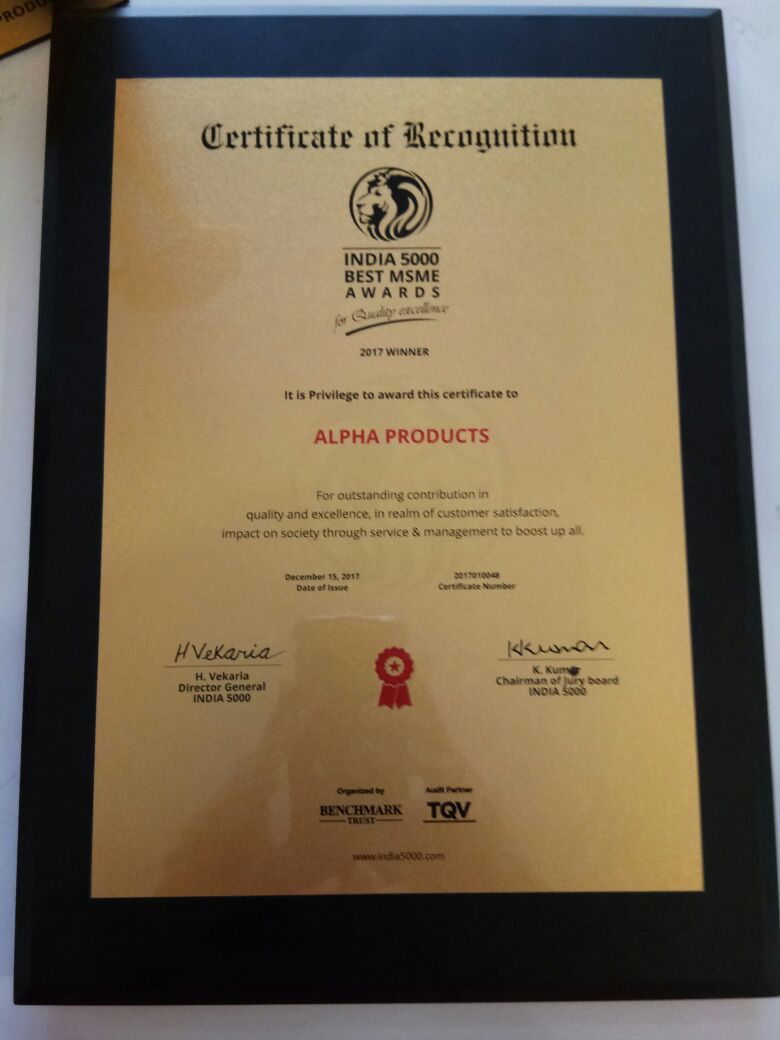 PRODU
Certificate of Recognition
INDIA 5000
BEST MSME
AWARDS
for Quality excellence
2017 WINNER
It is Privilege to award this certificate to
ALPHA PRODUCTS
For outstanding contribution in
quality and excellence, in realm of customer satisfaction,
impact on society through service & management to boost up all.
December 15, 2017
Date of Issue
2017010048
Certificate Number
H Vekaria
H. Vekaria
Director General
INDIA 5000
KKumar
K. Kumar
Chairman of Jury board
INDIA 5000
Organized by
BENCHMARK
TRUST
Audit Partner
TQV
www.india5000.com